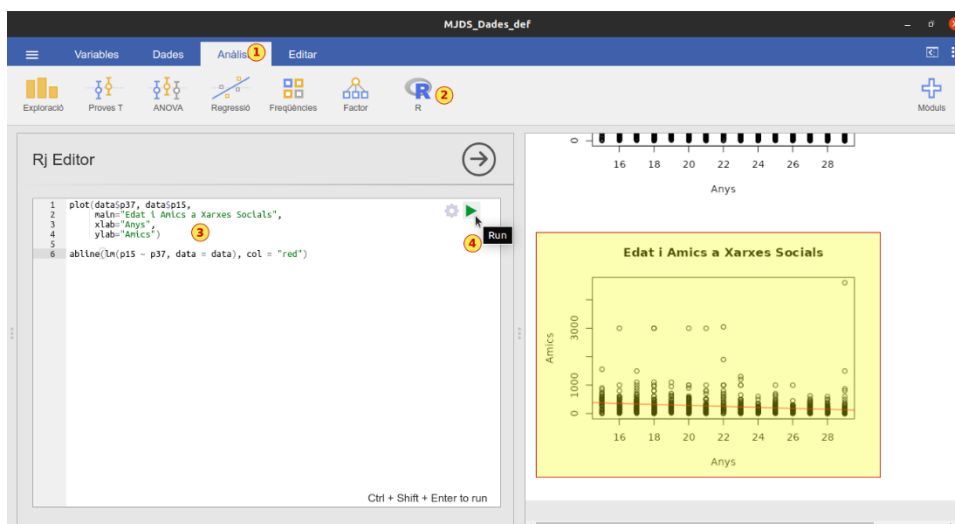 MJDS_Dades_def
Variables
Dades
Anàlisi
1
Editar
Exploració
Proves T
ANOVA
Regressió
Freqüències
Factor
R
R
2
Mòduls
Rj Editor
1 plot(data$p37, data$p15,
2 main="Edat i Amics a Xarxes Socials",
3 xlab="Anys",
4 ylab="Amics")
3
5
6 abline(lm(p15 ~ p37, data = data), col = "red")
4
Run
Ctrl + Shift + Enter to run
0
16 18 20 22 24 26 28
Anys
Edat i Amics a Xarxes Socials
Amics
3000
1000
0
16 18 20 22 24 26 28
Anys